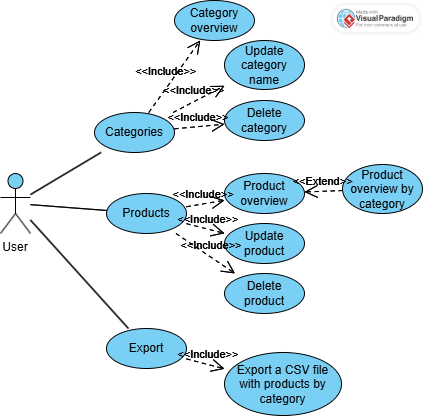 Category
overview
Made with
Visual Paradigm
For non-commercial use
<<Include>>
Update
category
name
<<Include>>
Categories
<<Include>>
Delete
category
User
Products
<<Include>>
Product
overview
<<Extend>>
Product
overview by
category
<<Include>>
Update
product
<<Include>>
Delete
product
Export
<<Include>>
Export a CSV file
with products by
category